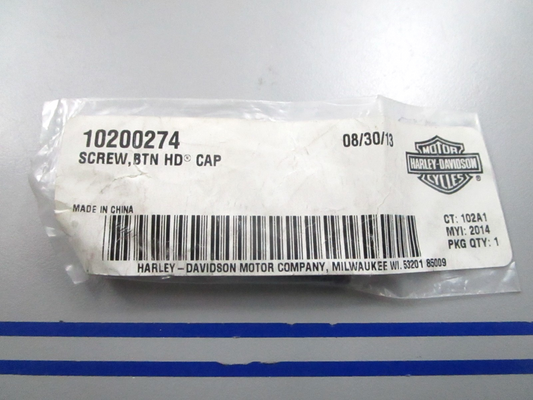 10200274
08/30/13
SCREW, BTN HD® CAP
MOTOR
HARLEY-DAVIDSON
CYCLES
®
MADE IN CHINA
CT: 102A1
MYI: 2014
PKG QTY: 1
HARLEY-DAVIDSON MOTOR COMPANY, MILWAUKEE WI. 53201 85009